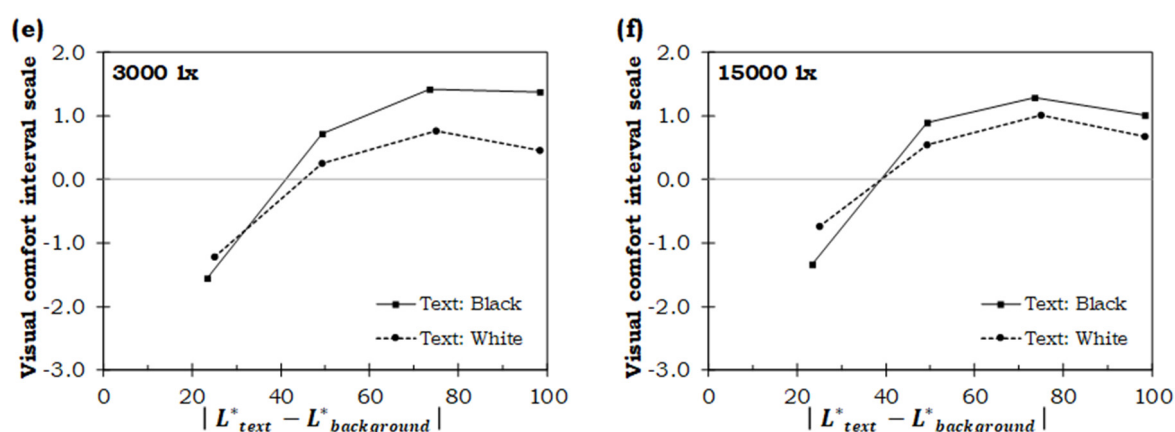 (e)
Visual comfort interval scale
2.0
1.0
0.0
-1.0
-2.0
-3.0
3000 lx
Text: Black
Text: White
0 20 40 60 80 100
| L*text − L*background |
(f)
Visual comfort interval scale
2.0
1.0
0.0
-1.0
-2.0
-3.0
15000 lx
Text: Black
Text: White
0 20 40 60 80 100
| L*text − L*background |